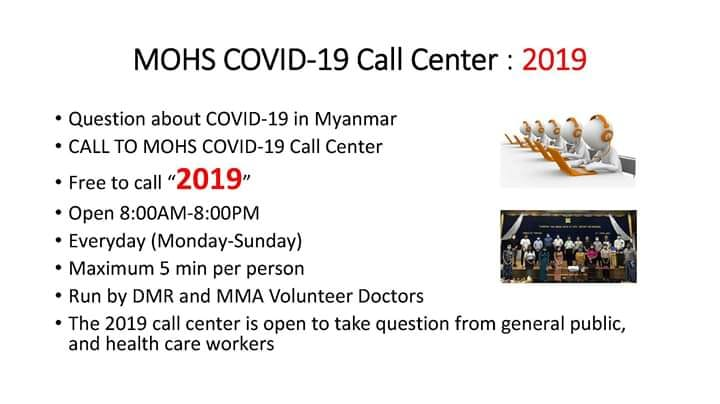 MOHS COVID-19 Call Center : 2019
• Question about COVID-19 in Myanmar
• CALL TO MOHS COVID-19 Call Center
• Free to call “2019”
• Open 8:00AM-8:00PM
• Everyday (Monday-Sunday)
• Maximum 5 min per person
• Run by DMR and MMA Volunteer Doctors
• The 2019 call center is open to take question from general public,
and health care workers